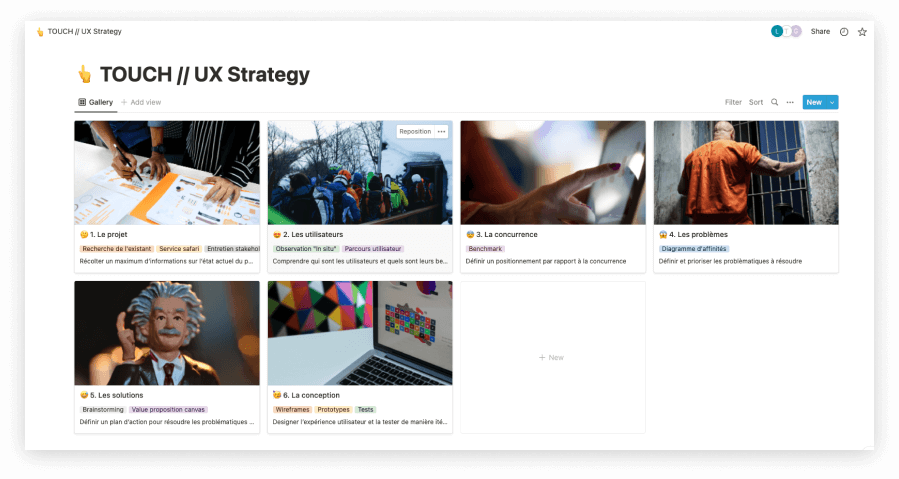 TOUCH // UX Strategy
L T Share
TOUCH // UX Strategy
Gallery + Add view
Filter Sort ··· New
Reposition ···
1. Le projet
Recherche de l'existant Service safari Entretien stakehol
Récolter un maximum d'informations sur l'état actuel du p...
2. Les utilisateurs
Observation "In situ" Parcours utilisateur
Comprendre qui sont les utilisateurs et quels sont leurs be...
3. La concurrence
Benchmark
Définir un positionnement par rapport à la concurrence
4. Les problèmes
Diagramme d'affinités
Définir et prioriser les problèmatiques à résoudre
5. Les solutions
Brainstorming Value proposition canvas
Définir un plan d'action pour résoudre les problématiques ...
6. La conception
Wireframes Prototypes Tests
Designer l'expérience utilisateur et la tester de manière ité...
+ New